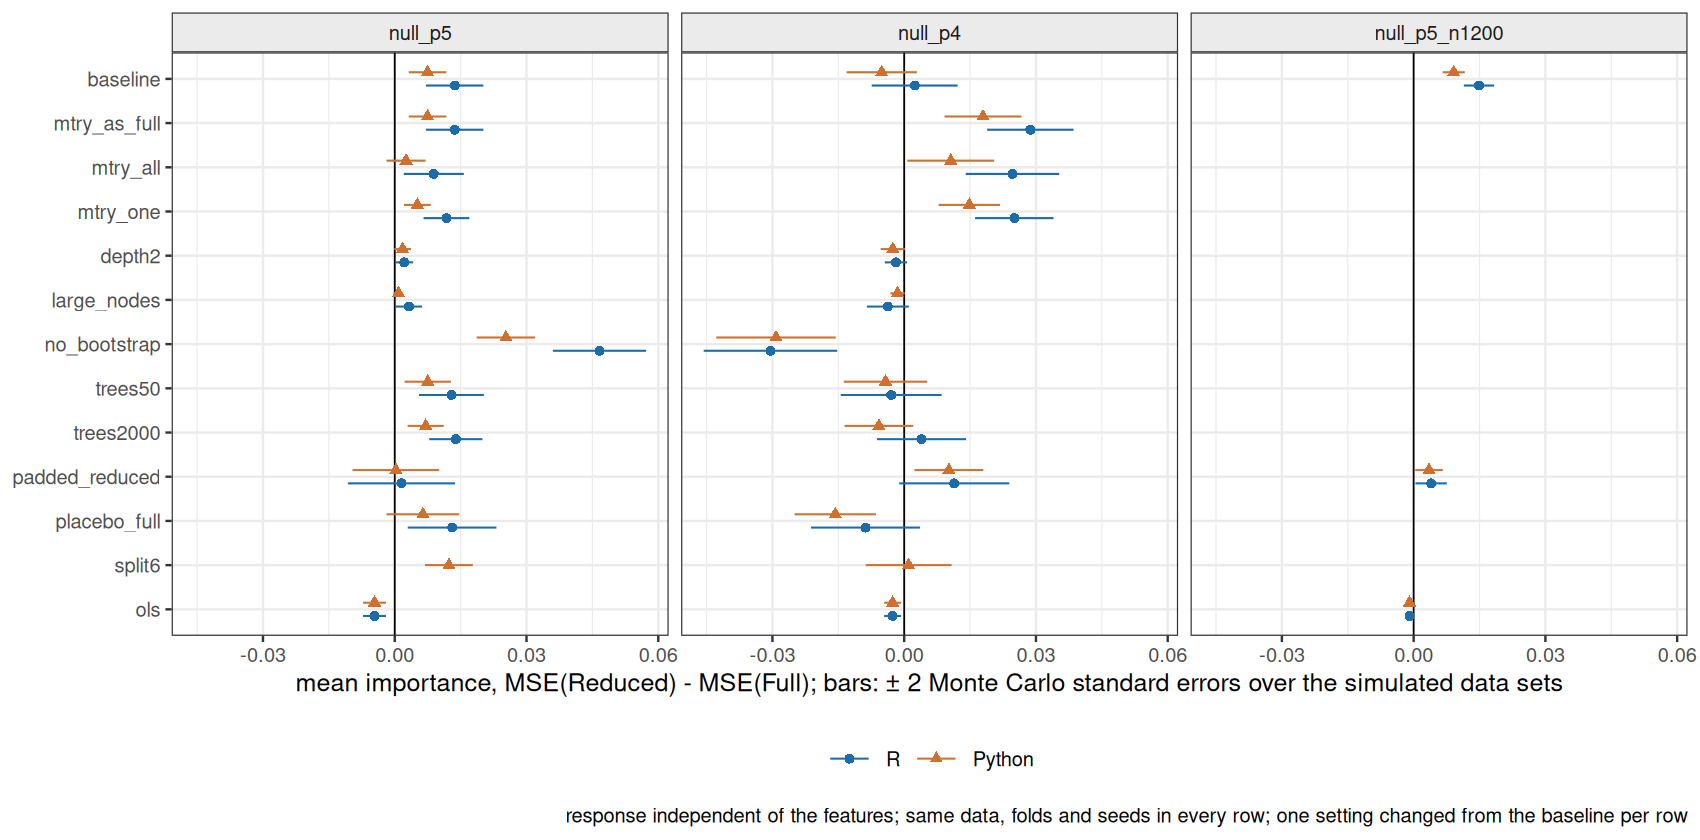 null_p5 null_p4 null_p5_n1200
baseline
mtry_as_full
mtry_all
mtry_one
depth2
large_nodes
no_bootstrap
trees50
trees2000
padded_reduced
placebo_full
split6
ols
-0.03 0.00 0.03 0.06 -0.03 0.00 0.03 0.06 -0.03 0.00 0.03 0.06
mean importance, MSE(Reduced) - MSE(Full); bars: ± 2 Monte Carlo standard errors over the simulated data sets
R Python
response independent of the features; same data, folds and seeds in every row; one setting changed from the baseline per row